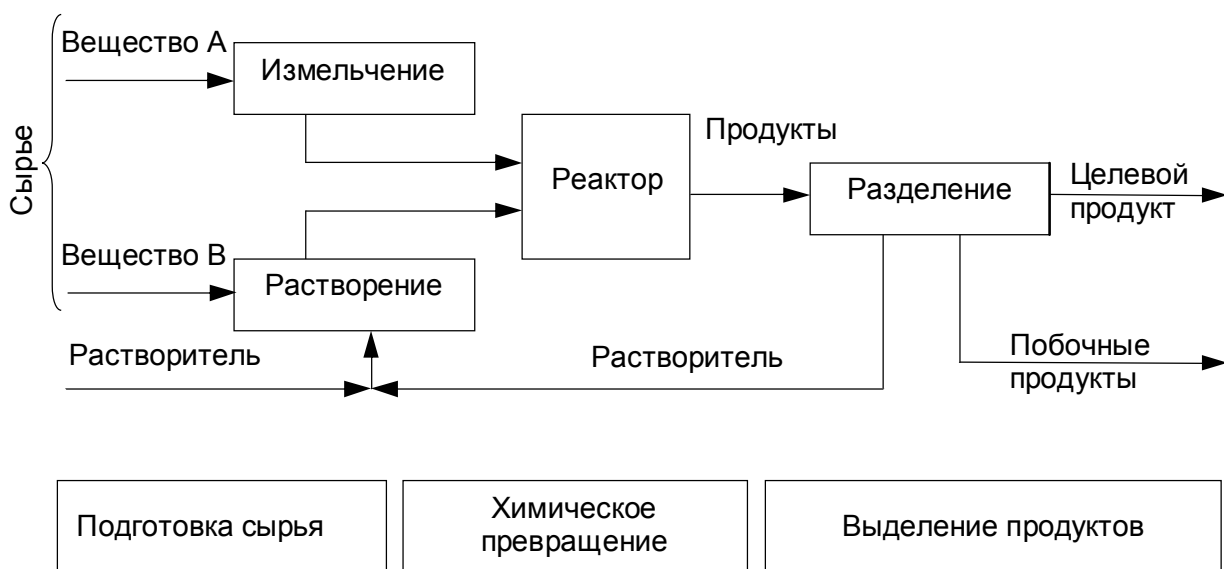 Вещество А
Измельчение
Сырье
Продукты
Реактор
Разделение
Целевой
продукт
Вещество В
Растворение
Растворитель
Растворитель
Побочные
продукты
Подготовка сырья
Химическое
превращение
Выделение продуктов